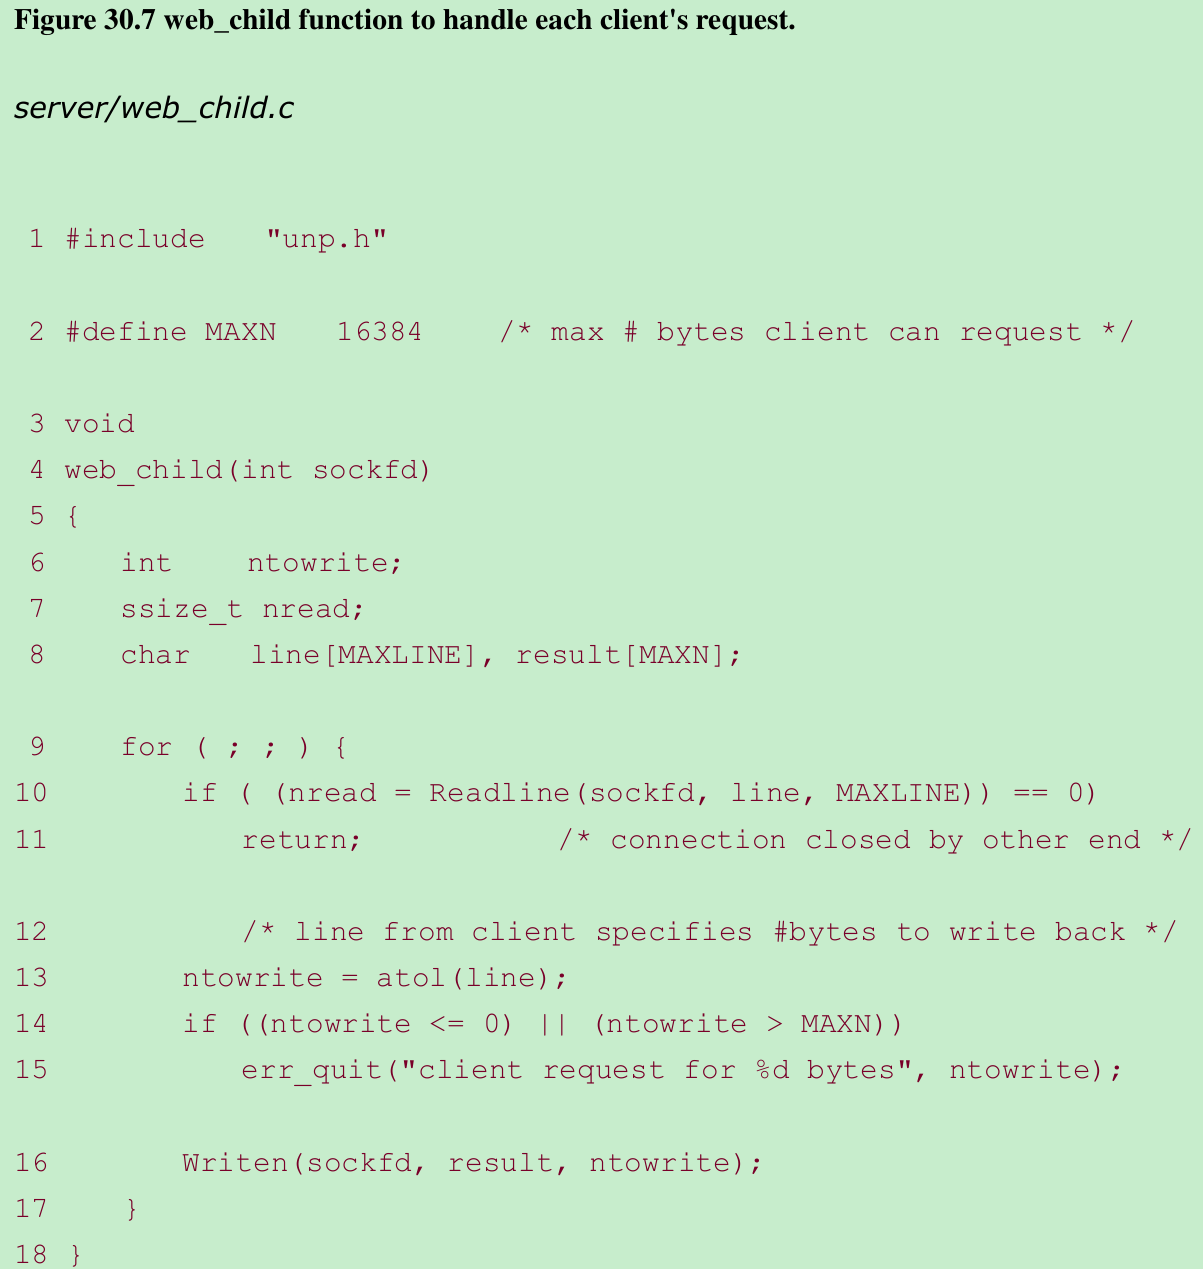 Figure 30.7 web_child function to handle each client's request.
server/web_child.c
1 #include "unp.h"
2 #define MAXN 16384 /* max # bytes client can request */
3 void
4 web_child(int sockfd)
5 {
6 int ntowrite;
7 ssize_t nread;
8 char line[MAXLINE], result[MAXN];
9 for ( ; ; ) {
10 if ( (nread = Readline(sockfd, line, MAXLINE)) == 0)
11 return; /* connection closed by other end */
12 /* line from client specifies #bytes to write back */
13 ntowrite = atol(line);
14 if ((ntowrite <= 0) || (ntowrite > MAXN))
15 err_quit("client request for %d bytes", ntowrite);
16 Writen(sockfd, result, ntowrite);
17 }
18 }